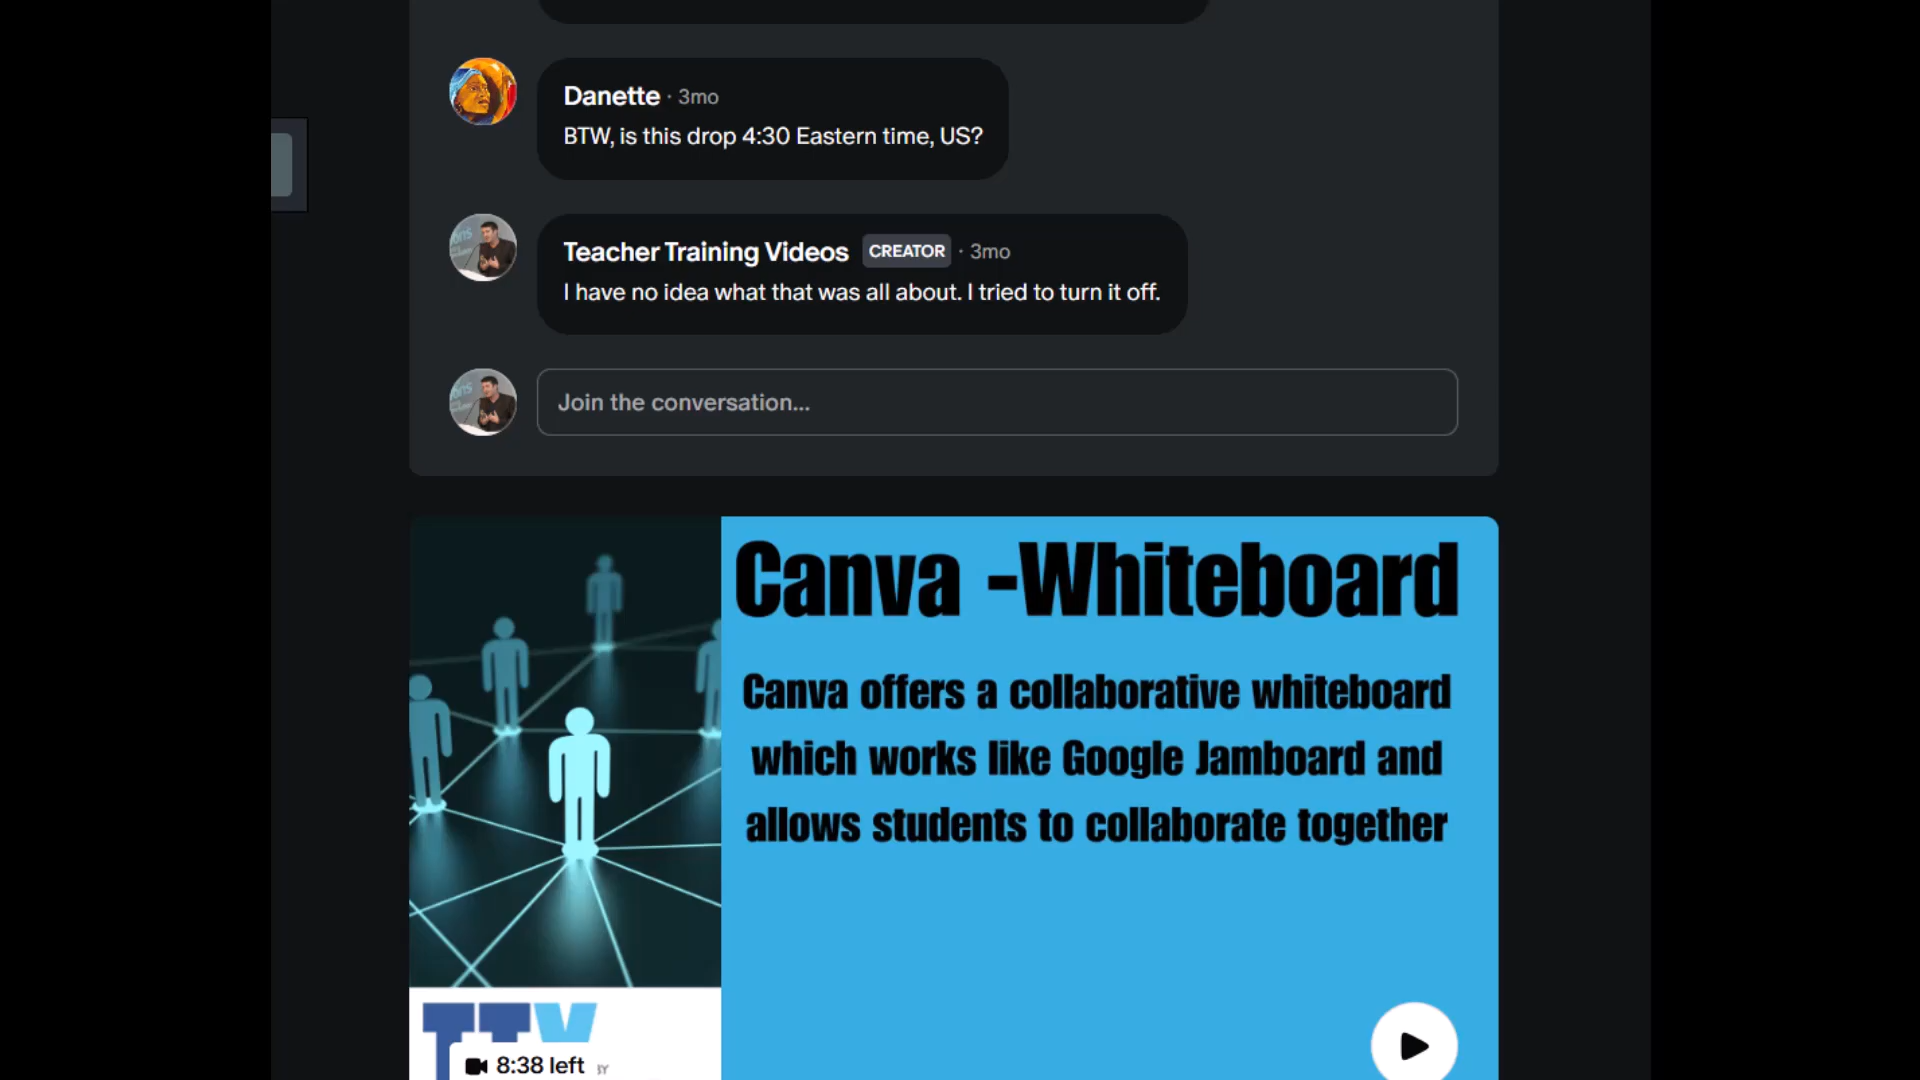 Danette · 3mo
BTW, is this drop 4:30 Eastern time, US?
Teacher Training Videos CREATOR · 3mo
I have no idea what that was all about. I tried to turn it off.
Join the conversation...
Canva -Whiteboard
Canva offers a collaborative whiteboard
which works like Google Jamboard and
allows students to collaborate together
TTV
8:38 left